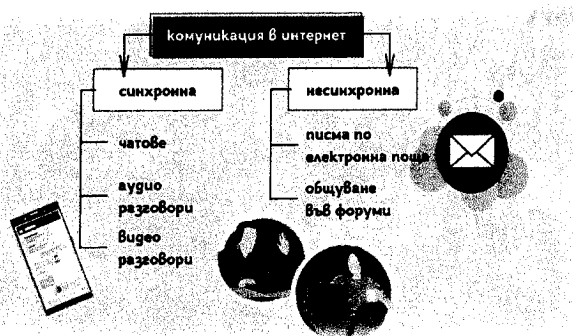 комуникация в интернет
синхронна
несинхронна
чатове
аудио
разговори
видео
разговори
писма по
електронна поща
общуване
във форуми